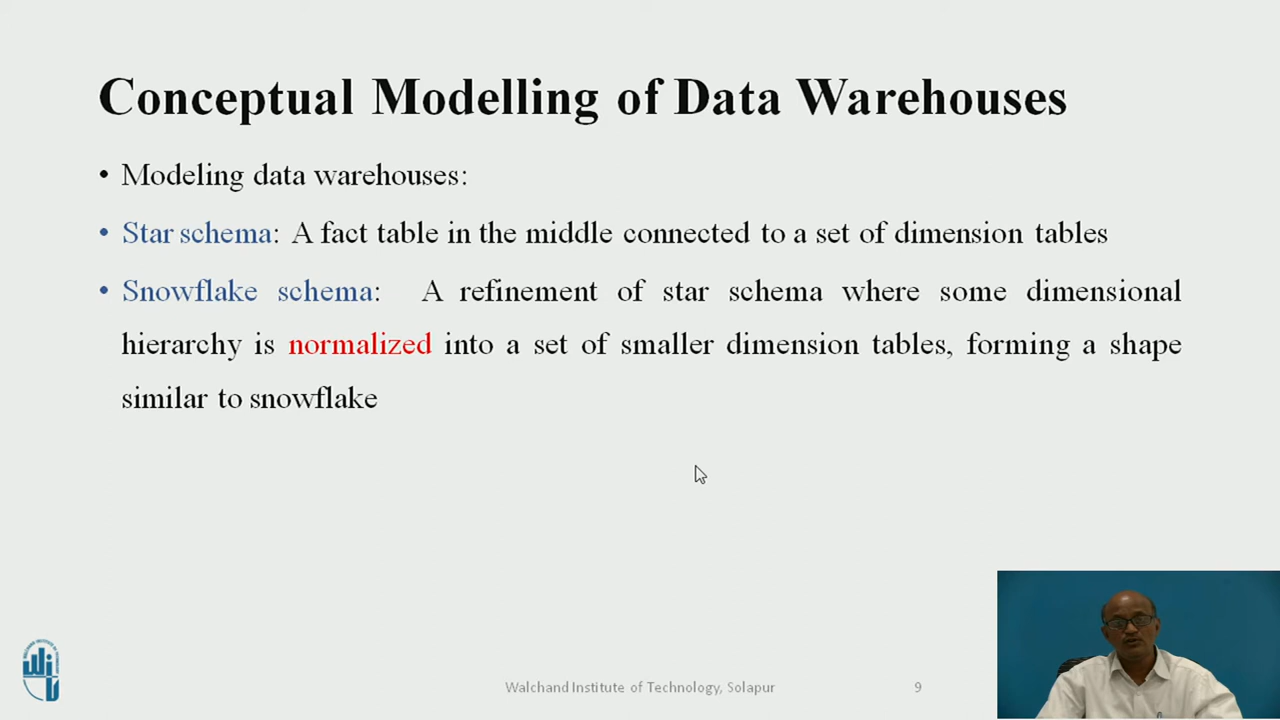 Conceptual Modelling of Data Warehouses
• Modeling data warehouses:
• Star schema: A fact table in the middle connected to a set of dimension tables
• Snowflake schema: A refinement of star schema where some dimensional
hierarchy is normalized into a set of smaller dimension tables, forming a shape
similar to snowflake
Walchand Institute of Technology, Solapur
9